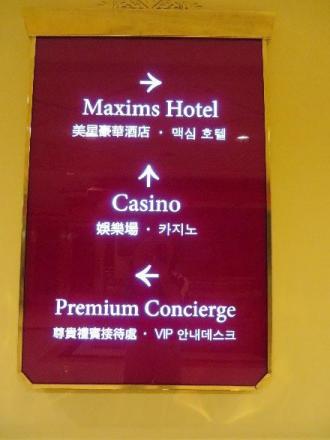 →
Maxims Hotel
美星豪華酒店 · 맥심 호텔
↑
Casino
娛樂場 · 카지노
←
Premium Concierge
尊貴禮賓接待處 · VIP 안내데스크